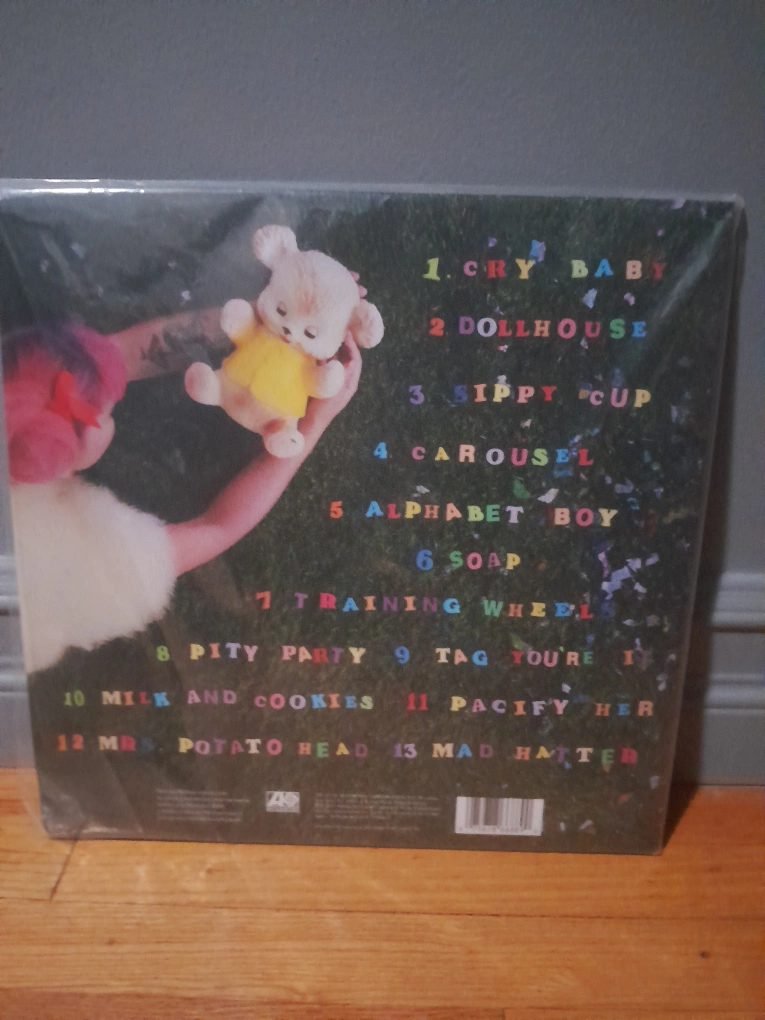 1. CRY BABY
2 DOLLHOUSE
3 SIPPY CUP
4 CAROUSEL
5 ALPHABET BOY
6 SOAP
7 TRAINING WHEELS
8 PITY PARTY 9 TAG YOU'RE IT
10 MILK AND COOKIES 11 PACIFY HER
12 MRS POTATO HEAD 13 MAD HATTER